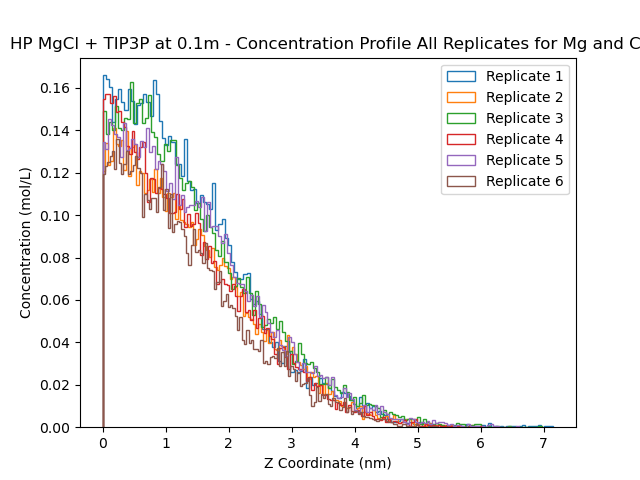 HP MgCl + TIP3P at 0.1m - Concentration Profile All Replicates for Mg and C
Replicate 1
Replicate 2
Replicate 3
Replicate 4
Replicate 5
Replicate 6
Concentration (mol/L)
0.16
0.14
0.12
0.10
0.08
0.06
0.04
0.02
0.00
0 1 2 3 4 5 6 7
Z Coordinate (nm)